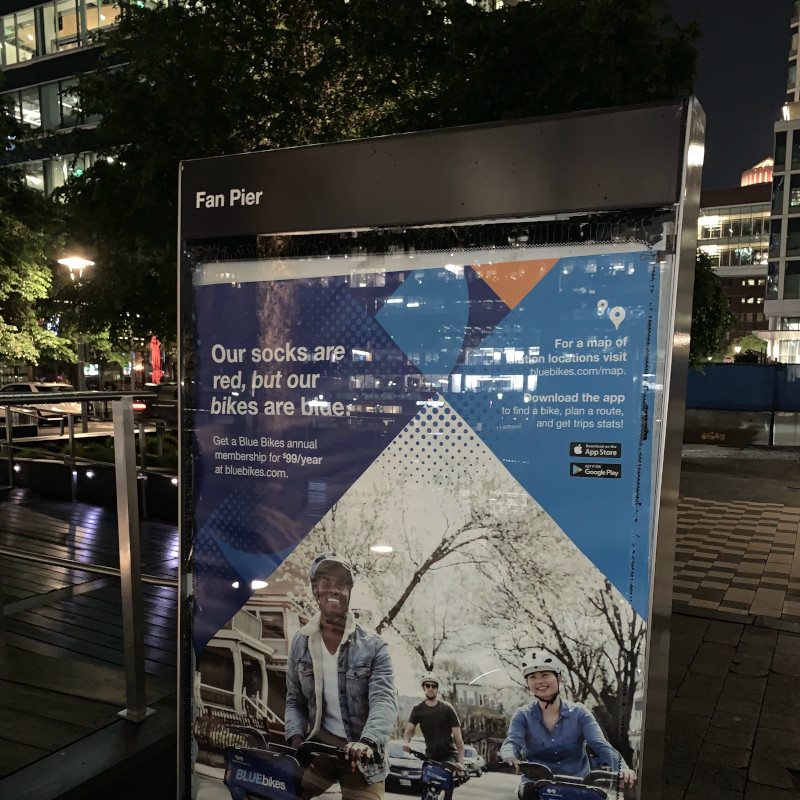 Fan Pier
Our socks are
red, but our
bikes are blue.
Get a Blue Bikes annual
membership for $99/year
at bluebikes.com.
For a map of
station locations visit
bluebikes.com/map.
Download the app
to find a bike, plan a route,
and get trips stats!
Download on the
App Store
GET IT ON
Google Play
BLUEbikes